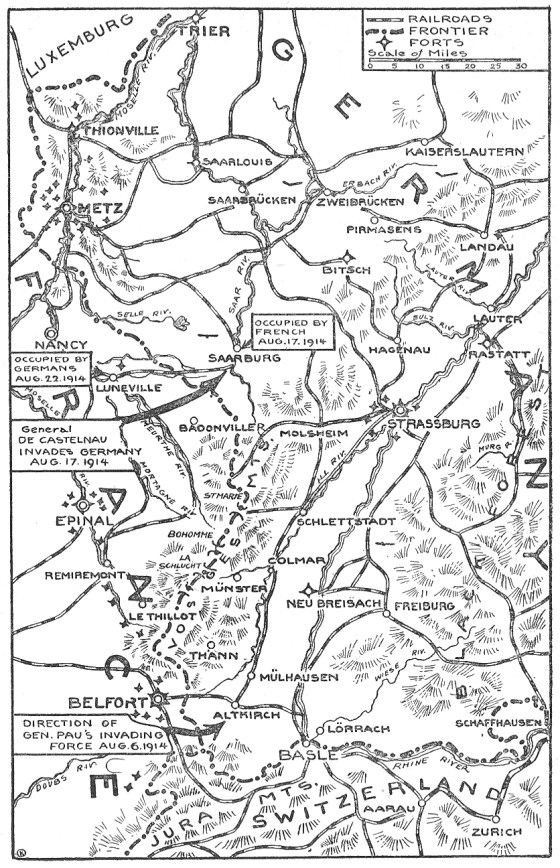 RAILROADS
FRONTIER
FORTS
Scale of Miles
0 5 10 15 20 25 30
LUXEMBURG
TRIER
MOSELLE RIV.
GERMANY
THIONVILLE
SAARLOUIS
KAISERSLAUTERN
SAARBRÜCKEN
ERBACH RIV.
ZWEIBRÜCKEN
METZ
PIRMASENS
LANDAU
BITSCH
SAAR RIV.
LAUTER RIV.
SELLE RIV.
LAUTER
SULZ RIV.
FRANCE
NANCY
OCCUPIED BY
FRENCH
AUG. 17. 1914
HAGENAU
RASTATT
SAARBURG
OCCUPIED BY
GERMANS
AUG. 22. 1914
LUNEVILLE
MOSELLE
RIV.
General
DE CASTELNAU
INVADES GERMANY
AUG. 17. 1914
BADONVILLER
MEURTHE RIV.
MORTAGNE RIV.
MOLSHEIM
STRASSBURG
ILL RIV.
MURG R.
ST MARIE
VOSGES MTS.
EPINAL
SCHLETTSTADT
BOHOMME
LA
SCHLUCHT
COLMAR
REMIREMONT
MÜNSTER
NEU BREISACH
FREIBURG
LE THILLOT
THANN
WIESE RIV.
MÜLHAUSEN
BELFORT
ALTKIRCH
SCHAFFHAUSEN
DIRECTION OF
GEN. PAU'S INVADING
FORCE AUG. 6. 1914
LÖRRACH
BASLE
RHINE RIVER
DOUBS RIV.
JURA MTS.
SWITZERLAND
AARAU
ZURICH